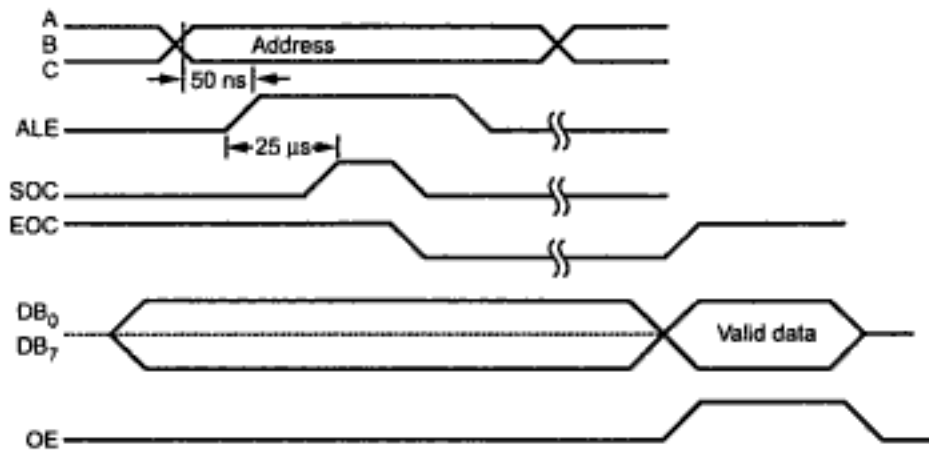 A
B
C
Address
50 ns
ALE
25 µs
SOC
EOC
DB0
DB7
Valid data
OE